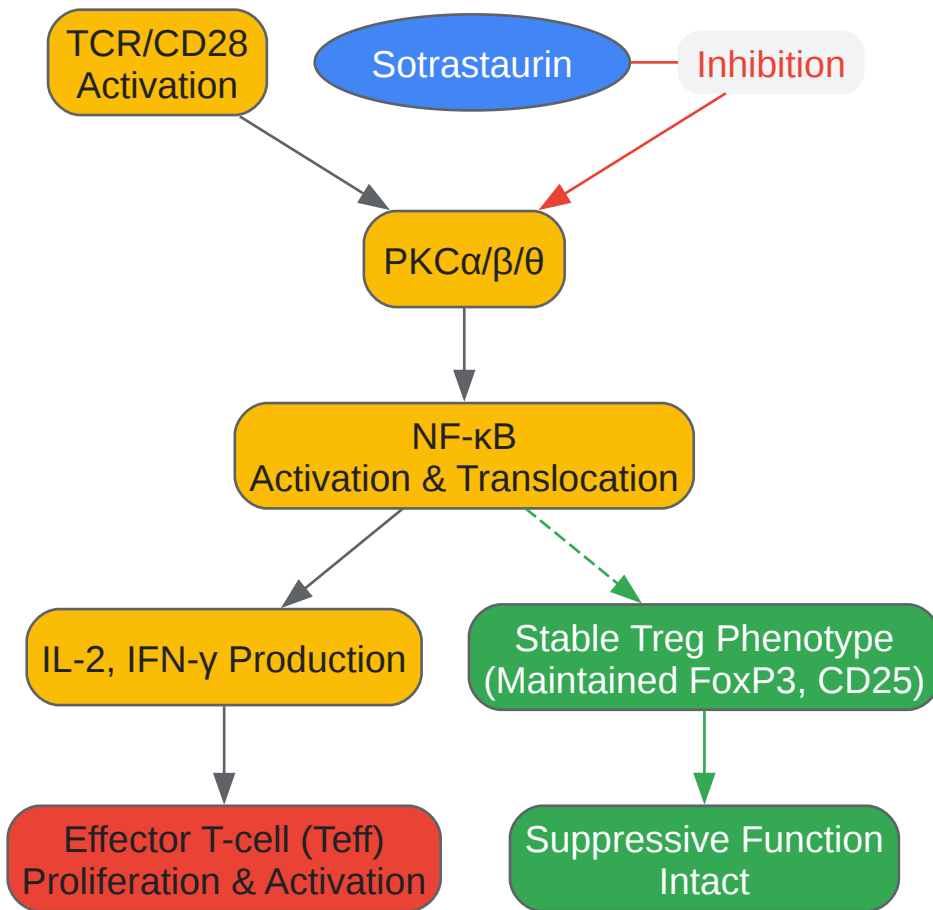 TCR/CD28
Activation
Sotrastaurin
Inhibition
PKCα/β/θ
NF-κB
Activation & Translocation
IL-2, IFN-γ Production
Stable Treg Phenotype
(Maintained FoxP3, CD25)
Effector T-cell (Teff)
Proliferation & Activation
Suppressive Function
Intact